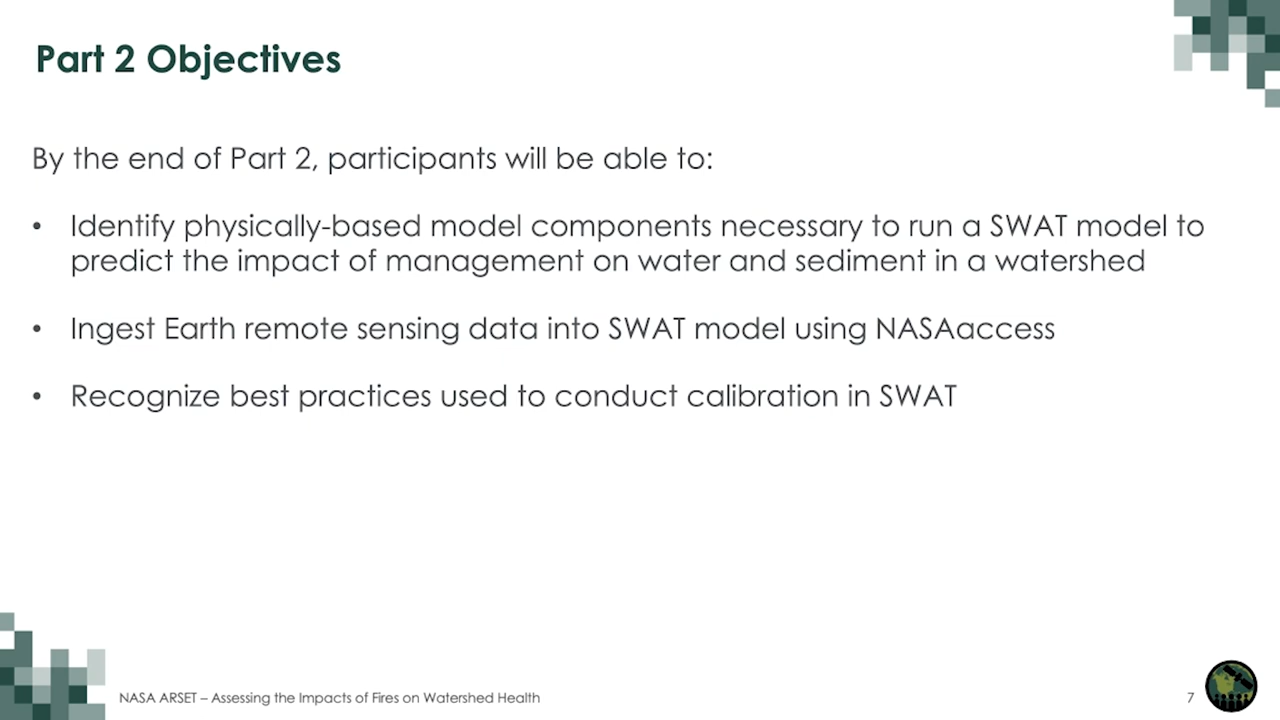 Part 2 Objectives
By the end of Part 2, participants will be able to:
• Identify physically-based model components necessary to run a SWAT model to
predict the impact of management on water and sediment in a watershed
• Ingest Earth remote sensing data into SWAT model using NASAaccess
• Recognize best practices used to conduct calibration in SWAT
NASA ARSET – Assessing the Impacts of Fires on Watershed Health
7